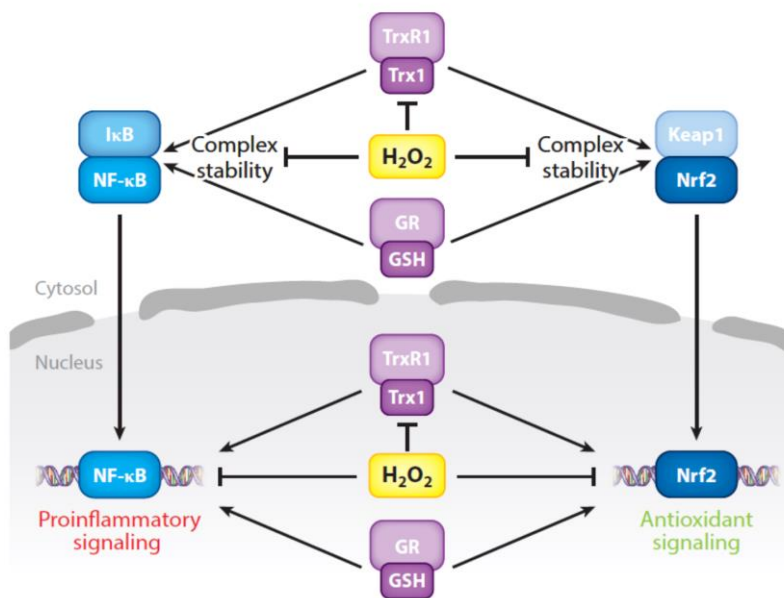 TrxR1
Trx1
IκB
NF-κB
Complex
stability
H₂O₂
Complex
stability
Keap1
Nrf2
GR
GSH
Cytosol
Nucleus
TrxR1
Trx1
NF-κB
H₂O₂
Nrf2
Proinflammatory
signaling
Antioxidant
signaling
GR
GSH